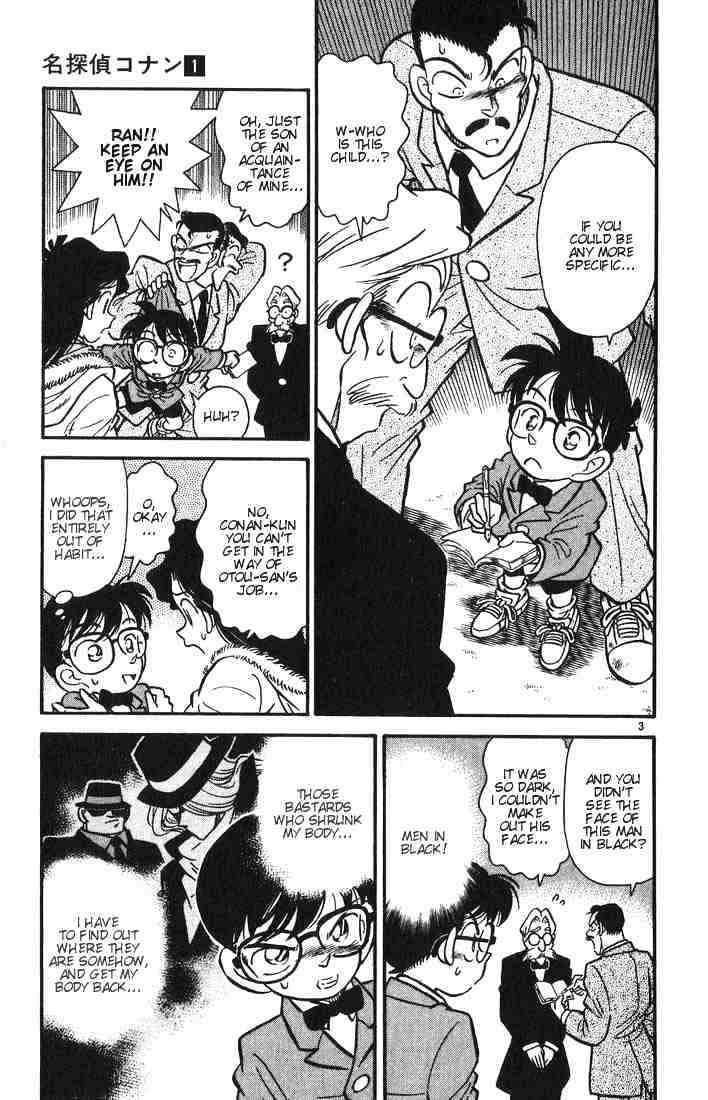 名探偵コナン 1
IF YOU
COULD BE
ANY MORE
SPECIFIC...
W-WHO
IS THIS
CHILD...?
OH, JUST
THE SON
OF AN
ACQUAIN-
TANCE
OF MINE...
RAN!!
KEEP AN
EYE ON
HIM!!
?
HUH?
NO,
CONAN-KUN
YOU CAN'T
GET IN THE
WAY OF
OTOU-SAN'S
JOB...
O,
OKAY
...
WHOOPS,
I DID THAT
ENTIRELY
OUT OF
HABIT...
3
AND YOU
DIDN'T
SEE THE
FACE OF
THIS MAN
IN BLACK?
IT WAS
SO DARK,
I COULDN'T
MAKE
OUT HIS
FACE...
MEN IN
BLACK!
THOSE
BASTARDS
WHO SHRUNK
MY BODY...
I HAVE
TO FIND OUT
WHERE THEY
ARE
SOMEHOW,
AND GET MY
BODY BACK...